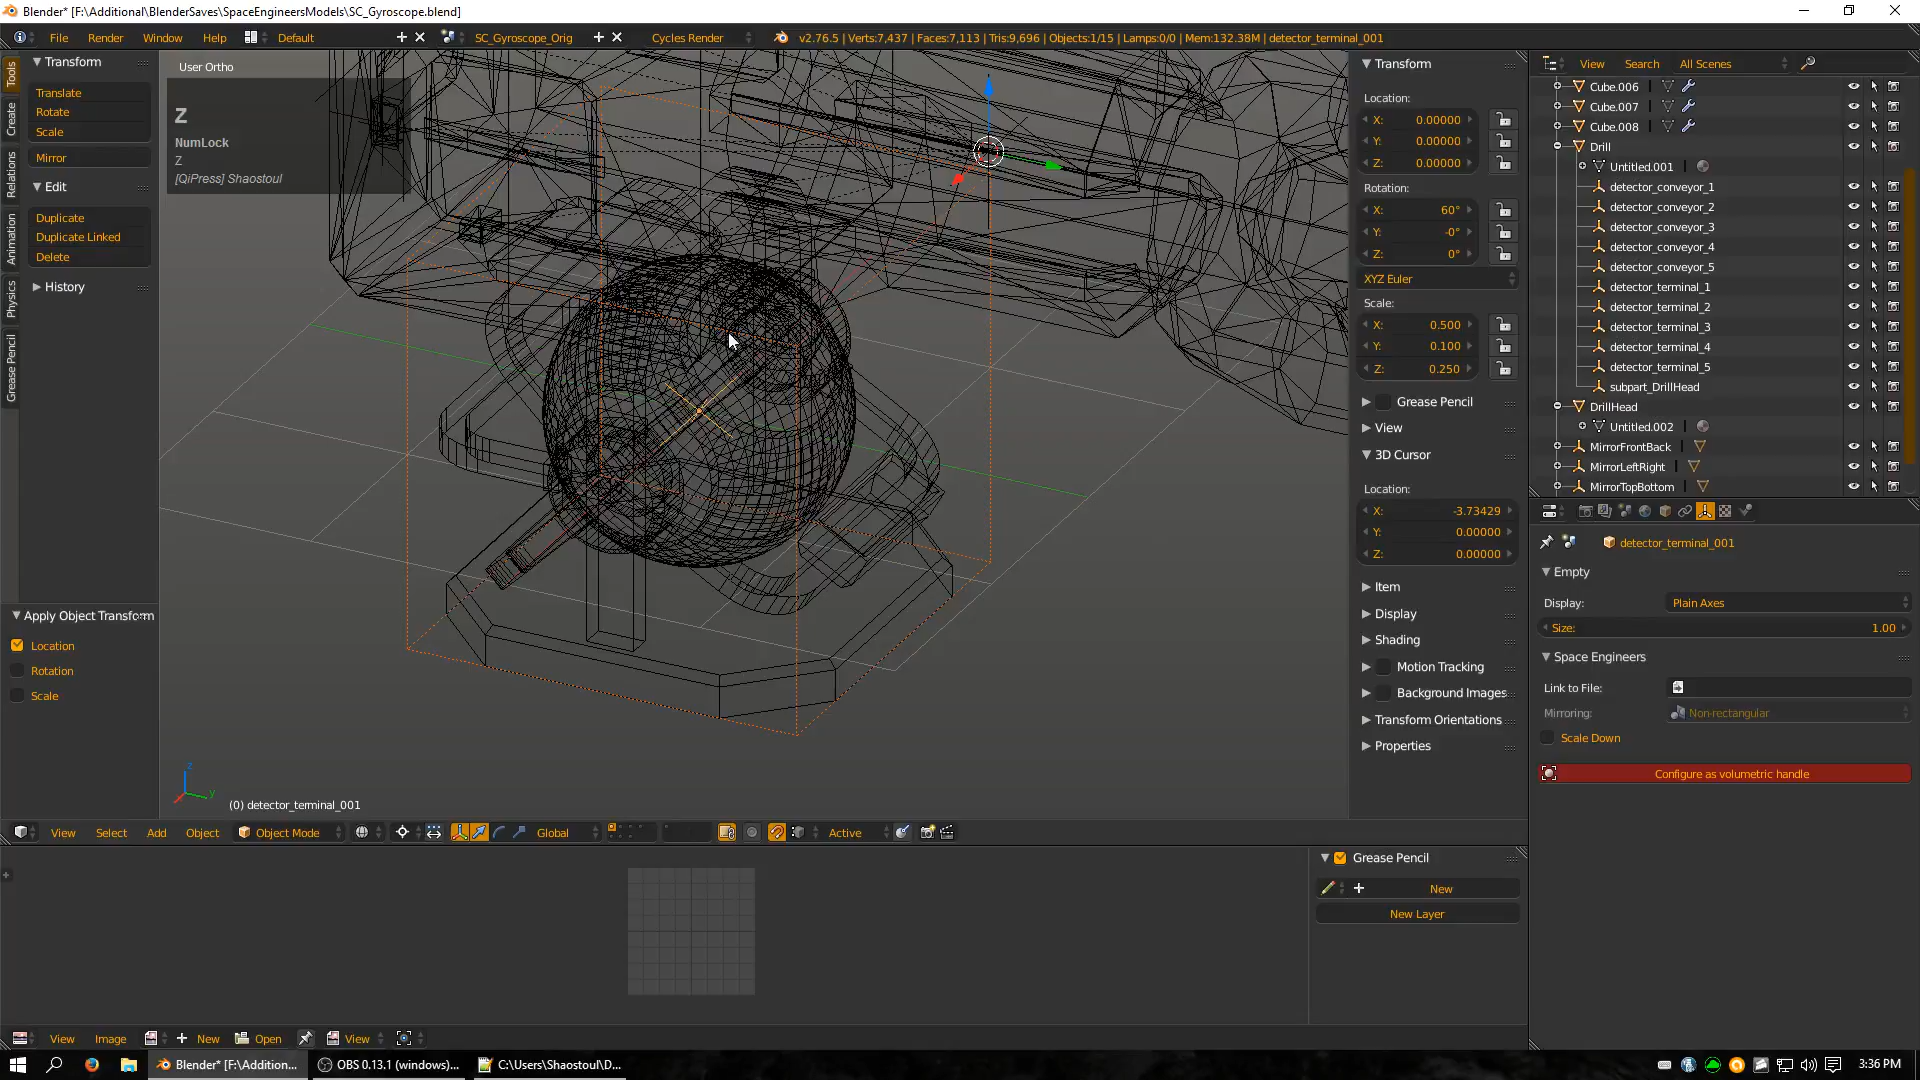 Blender* [F:\Additional\BlenderSaves\SpaceEngineersModels\SC_Gyroscope.blend]
File Render Window Help Default SC_Gyroscope_Orig Cycles Render v2.76.5 | Verts:7,437 | Faces:7,113 | Tris:9,696 | Objects:1/15 | Lamps:0/0 | Mem:132.38M | detector_terminal_001
Tools
Create
Relations
Animation
Physics
Grease Pencil
Transform
Translate
Rotate
Scale
Mirror
Edit
Duplicate
Duplicate Linked
Delete
History
Apply Object Transform
Location
Rotation
Scale
User Ortho
Z
NumLock
Z
[QiPress] Shaostoul
z
x
y
(0) detector_terminal_001
Transform
Location:
X: 0.00000
Y: 0.00000
Z: 0.00000
Rotation:
X: 60°
Y: -0°
Z: 0°
XYZ Euler
Scale:
X: 0.500
Y: 0.100
Z: 0.250
Grease Pencil
View
3D Cursor
Location:
X: -3.73429
Y: 0.00000
Z: 0.00000
Item
Display
Shading
Motion Tracking
Background Images
Transform Orientations
Properties
View Search All Scenes
Cube.006
Cube.007
Cube.008
Drill
Untitled.001
detector_conveyor_1
detector_conveyor_2
detector_conveyor_3
detector_conveyor_4
detector_conveyor_5
detector_terminal_1
detector_terminal_2
detector_terminal_3
detector_terminal_4
detector_terminal_5
subpart_DrillHead
DrillHead
Untitled.002
MirrorFrontBack
MirrorLeftRight
MirrorTopBottom
detector_terminal_001
Empty
Display: Plain Axes
Size: 1.00
Space Engineers
Link to File:
Mirroring: Non-rectangular
Scale Down
Configure as volumetric handle
View Select Add Object Object Mode Global Active
Grease Pencil
New
New Layer
View Image New Open View
Blender* [F:\Addition... OBS 0.13.1 (windows)... C:\Users\Shaostoul\D... 3:36 PM